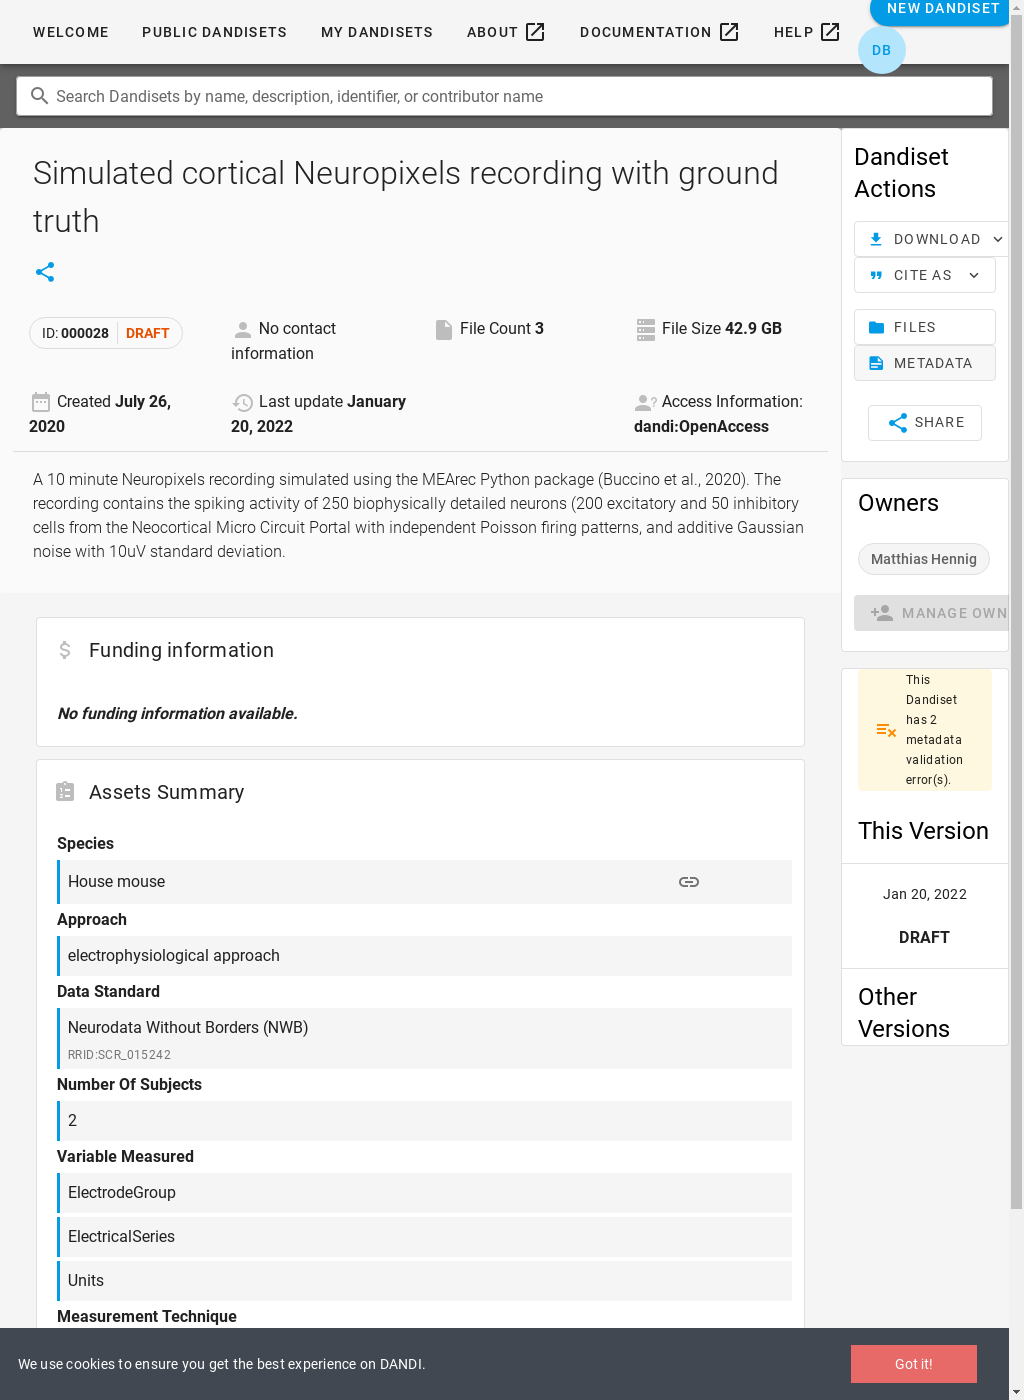 WELCOME
PUBLIC DANDISETS
MY DANDISETS
ABOUT
DOCUMENTATION
HELP
NEW DANDISET
DB
Search Dandisets by name, description, identifier, or contributor name
Simulated cortical Neuropixels recording with ground
truth
ID: 000028 DRAFT
No contact
information
File Count 3
File Size 42.9 GB
Created July 26,
2020
Last update January
20, 2022
Access Information:
dandi:OpenAccess
A 10 minute Neuropixels recording simulated using the MEArec Python package (Buccino et al., 2020). The
recording contains the spiking activity of 250 biophysically detailed neurons (200 excitatory and 50 inhibitory
cells from the Neocortical Micro Circuit Portal with independent Poisson firing patterns, and additive Gaussian
noise with 10uV standard deviation.
Funding information
No funding information available.
Assets Summary
Species
House mouse
Approach
electrophysiological approach
Data Standard
Neurodata Without Borders (NWB)
RRID:SCR_015242
Number Of Subjects
2
Variable Measured
ElectrodeGroup
ElectricalSeries
Units
Measurement Technique
Dandiset
Actions
DOWNLOAD
CITE AS
FILES
METADATA
SHARE
Owners
Matthias Hennig
MANAGE OWN
This
Dandiset
has 2
metadata
validation
error(s).
This Version
Jan 20, 2022
DRAFT
Other
Versions
We use cookies to ensure you get the best experience on DANDI.
Got it!